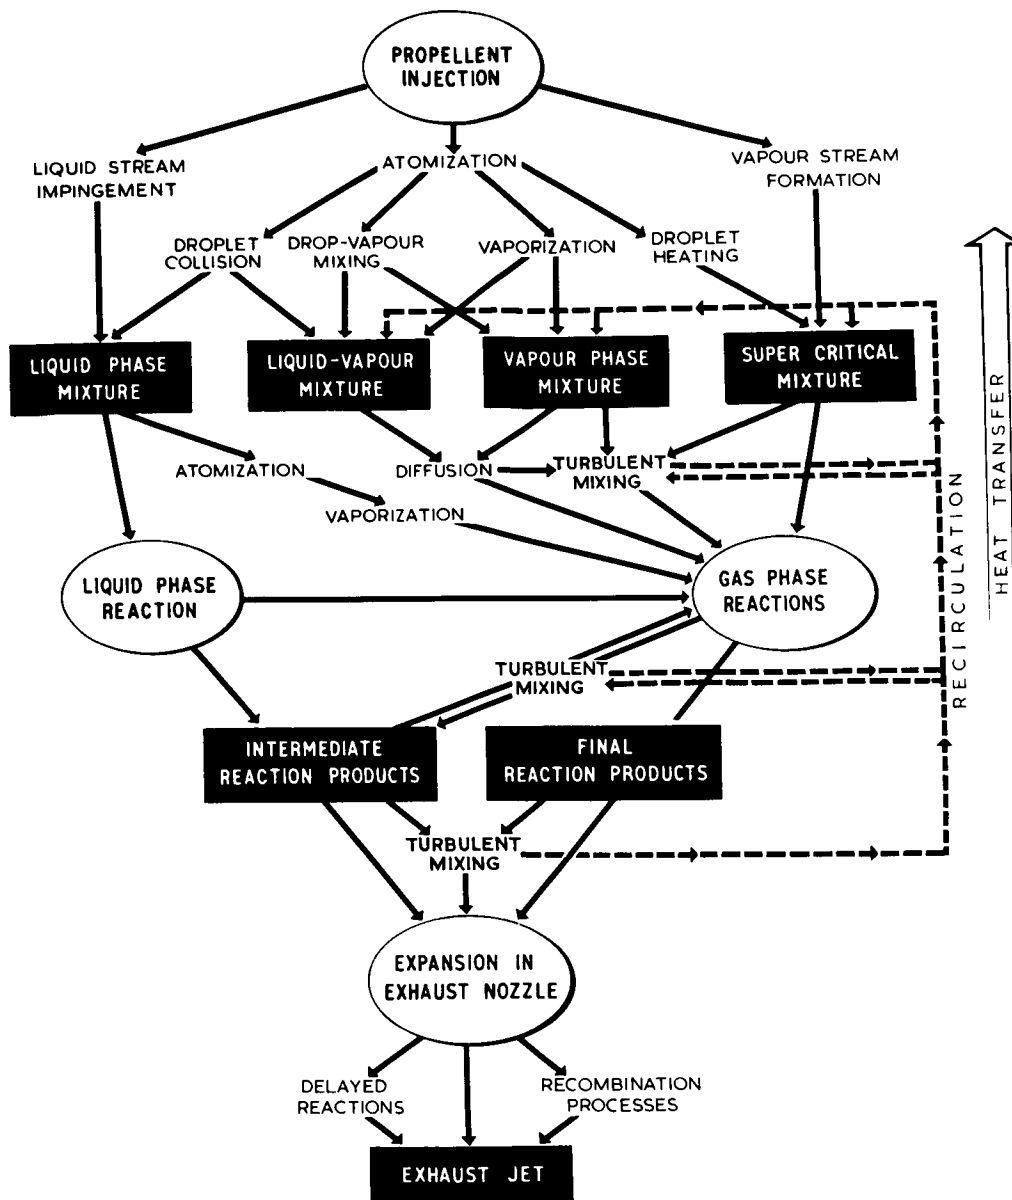 PROPELLENT
INJECTION
LIQUID STREAM
IMPINGEMENT
ATOMIZATION
VAPOUR STREAM
FORMATION
DROPLET
COLLISION
DROP-VAPOUR
MIXING
VAPORIZATION
DROPLET
HEATING
LIQUID PHASE
MIXTURE
LIQUID-VAPOUR
MIXTURE
VAPOUR PHASE
MIXTURE
SUPER CRITICAL
MIXTURE
HEAT TRANSFER
ATOMIZATION
DIFFUSION
TURBULENT
MIXING
VAPORIZATION
RECIRCULATION
LIQUID PHASE
REACTION
GAS PHASE
REACTIONS
TURBULENT
MIXING
INTERMEDIATE
REACTION PRODUCTS
FINAL
REACTION PRODUCTS
TURBULENT
MIXING
EXPANSION IN
EXHAUST NOZZLE
DELAYED
REACTIONS
RECOMBINATION
PROCESSES
EXHAUST JET